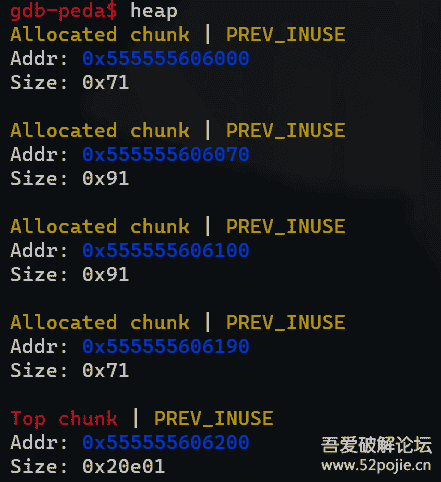 gdb-peda$ heap
Allocated chunk | PREV_INUSE
Addr: 0x555555606000
Size: 0x71
Allocated chunk | PREV_INUSE
Addr: 0x555555606070
Size: 0x91
Allocated chunk | PREV_INUSE
Addr: 0x555555606100
Size: 0x91
Allocated chunk | PREV_INUSE
Addr: 0x555555606190
Size: 0x71
Top chunk | PREV_INUSE
Addr: 0x555555606200
Size: 0x20e01
吾爱破解论坛
www.52pojie.cn